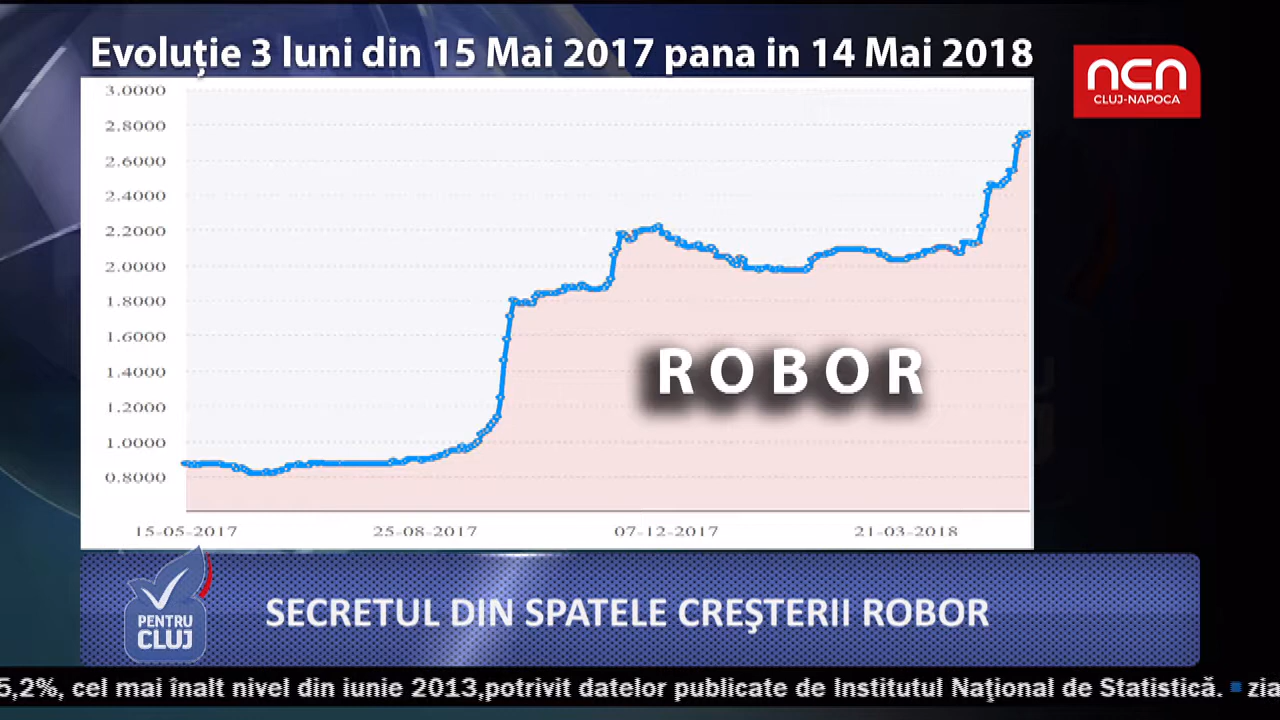 Evoluție 3 luni din 15 Mai 2017 pana in 14 Mai 2018
ncn
CLUJ-NAPOCA
3.0000
2.8000
2.6000
2.4000
2.2000
2.0000
1.8000
1.6000
1.4000
1.2000
1.0000
0.8000
ROBOR
15-05-2017 25-08-2017 07-12-2017 21-03-2018
PENTRU
CLUJ
SECRETUL DIN SPATELE CREŞTERII ROBOR
5,2%, cel mai înalt nivel din iunie 2013,potrivit datelor publicate de Institutul Naţional de Statistică. ▪ zia